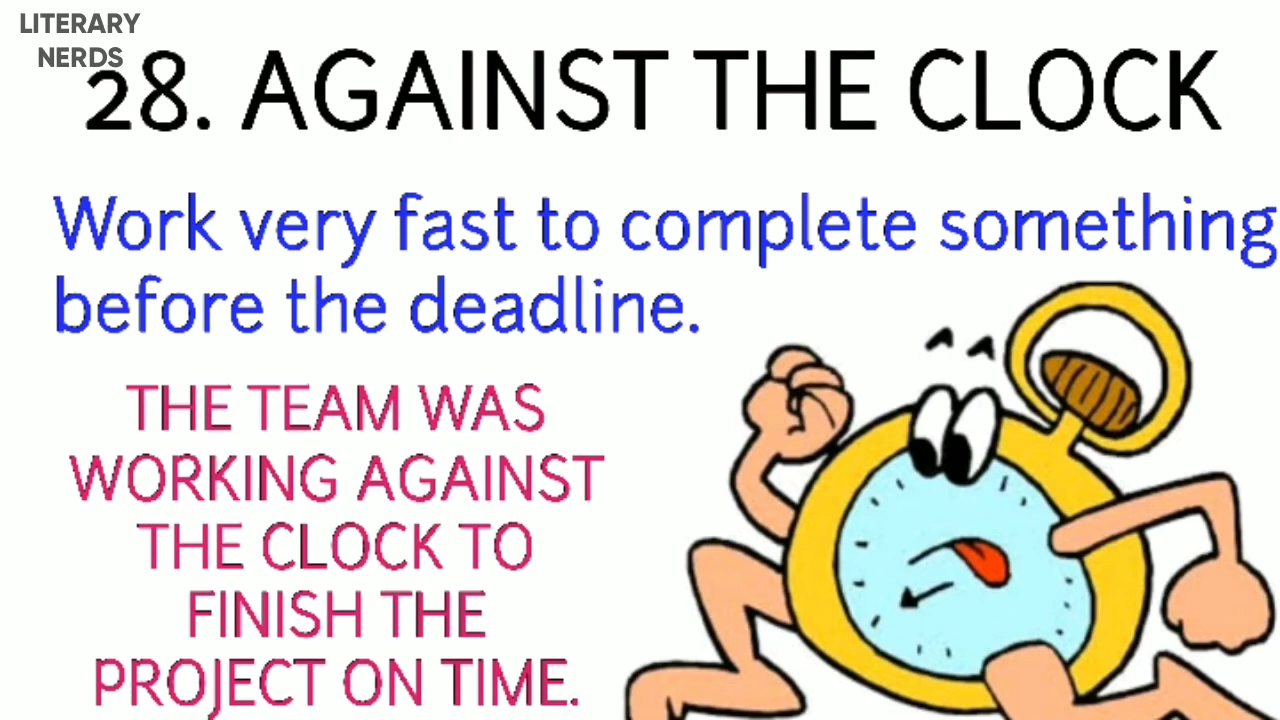 LITERARY
NERDS
28. AGAINST THE CLOCK
Work very fast to complete something
before the deadline.
THE TEAM WAS
WORKING AGAINST
THE CLOCK TO
FINISH THE
PROJECT ON TIME.